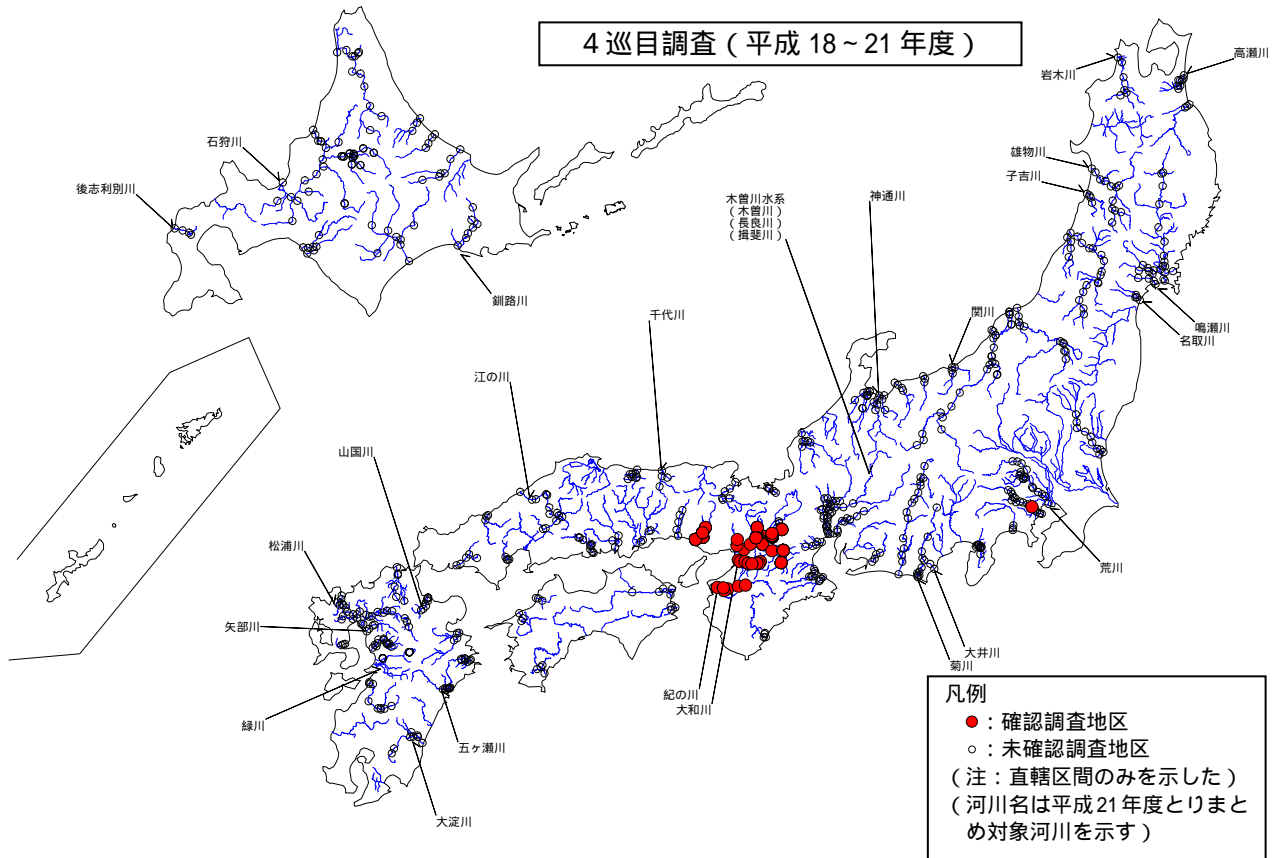 4巡目調査(平成 18~21 年度)
岩木川
高瀬川
石狩川
後志利別川
釧路川
雄物川
子吉川
木曽川水系
(木曽川)
(長良川)
(揖斐川)
神通川
関川
鳴瀬川
名取川
千代川
江の川
山国川
松浦川
矢部川
緑川
五ヶ瀬川
大淀川
紀の川
大和川
荒川
大井川
菊川
凡例
●:確認調査地区
○:未確認調査地区
(注:直轄区間のみを示した)
(河川名は平成21年度とりまと
め対象河川を示す)